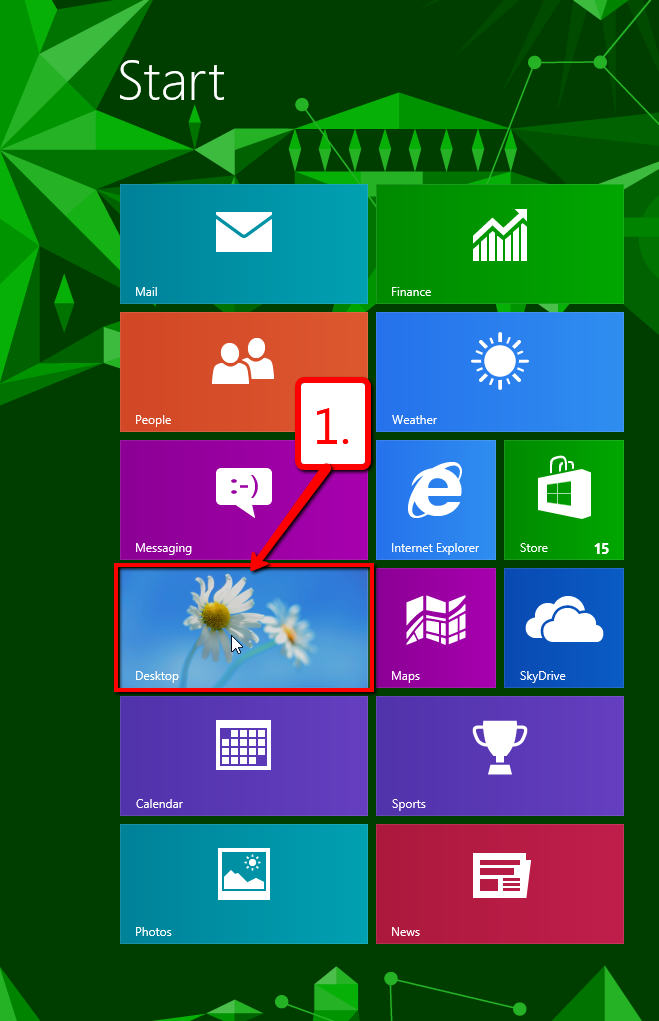 Start
Mail
Finance
People
Weather
1.
Messaging
:-)
Internet Explorer
Store
15
Desktop
Maps
SkyDrive
Calendar
Sports
Photos
News